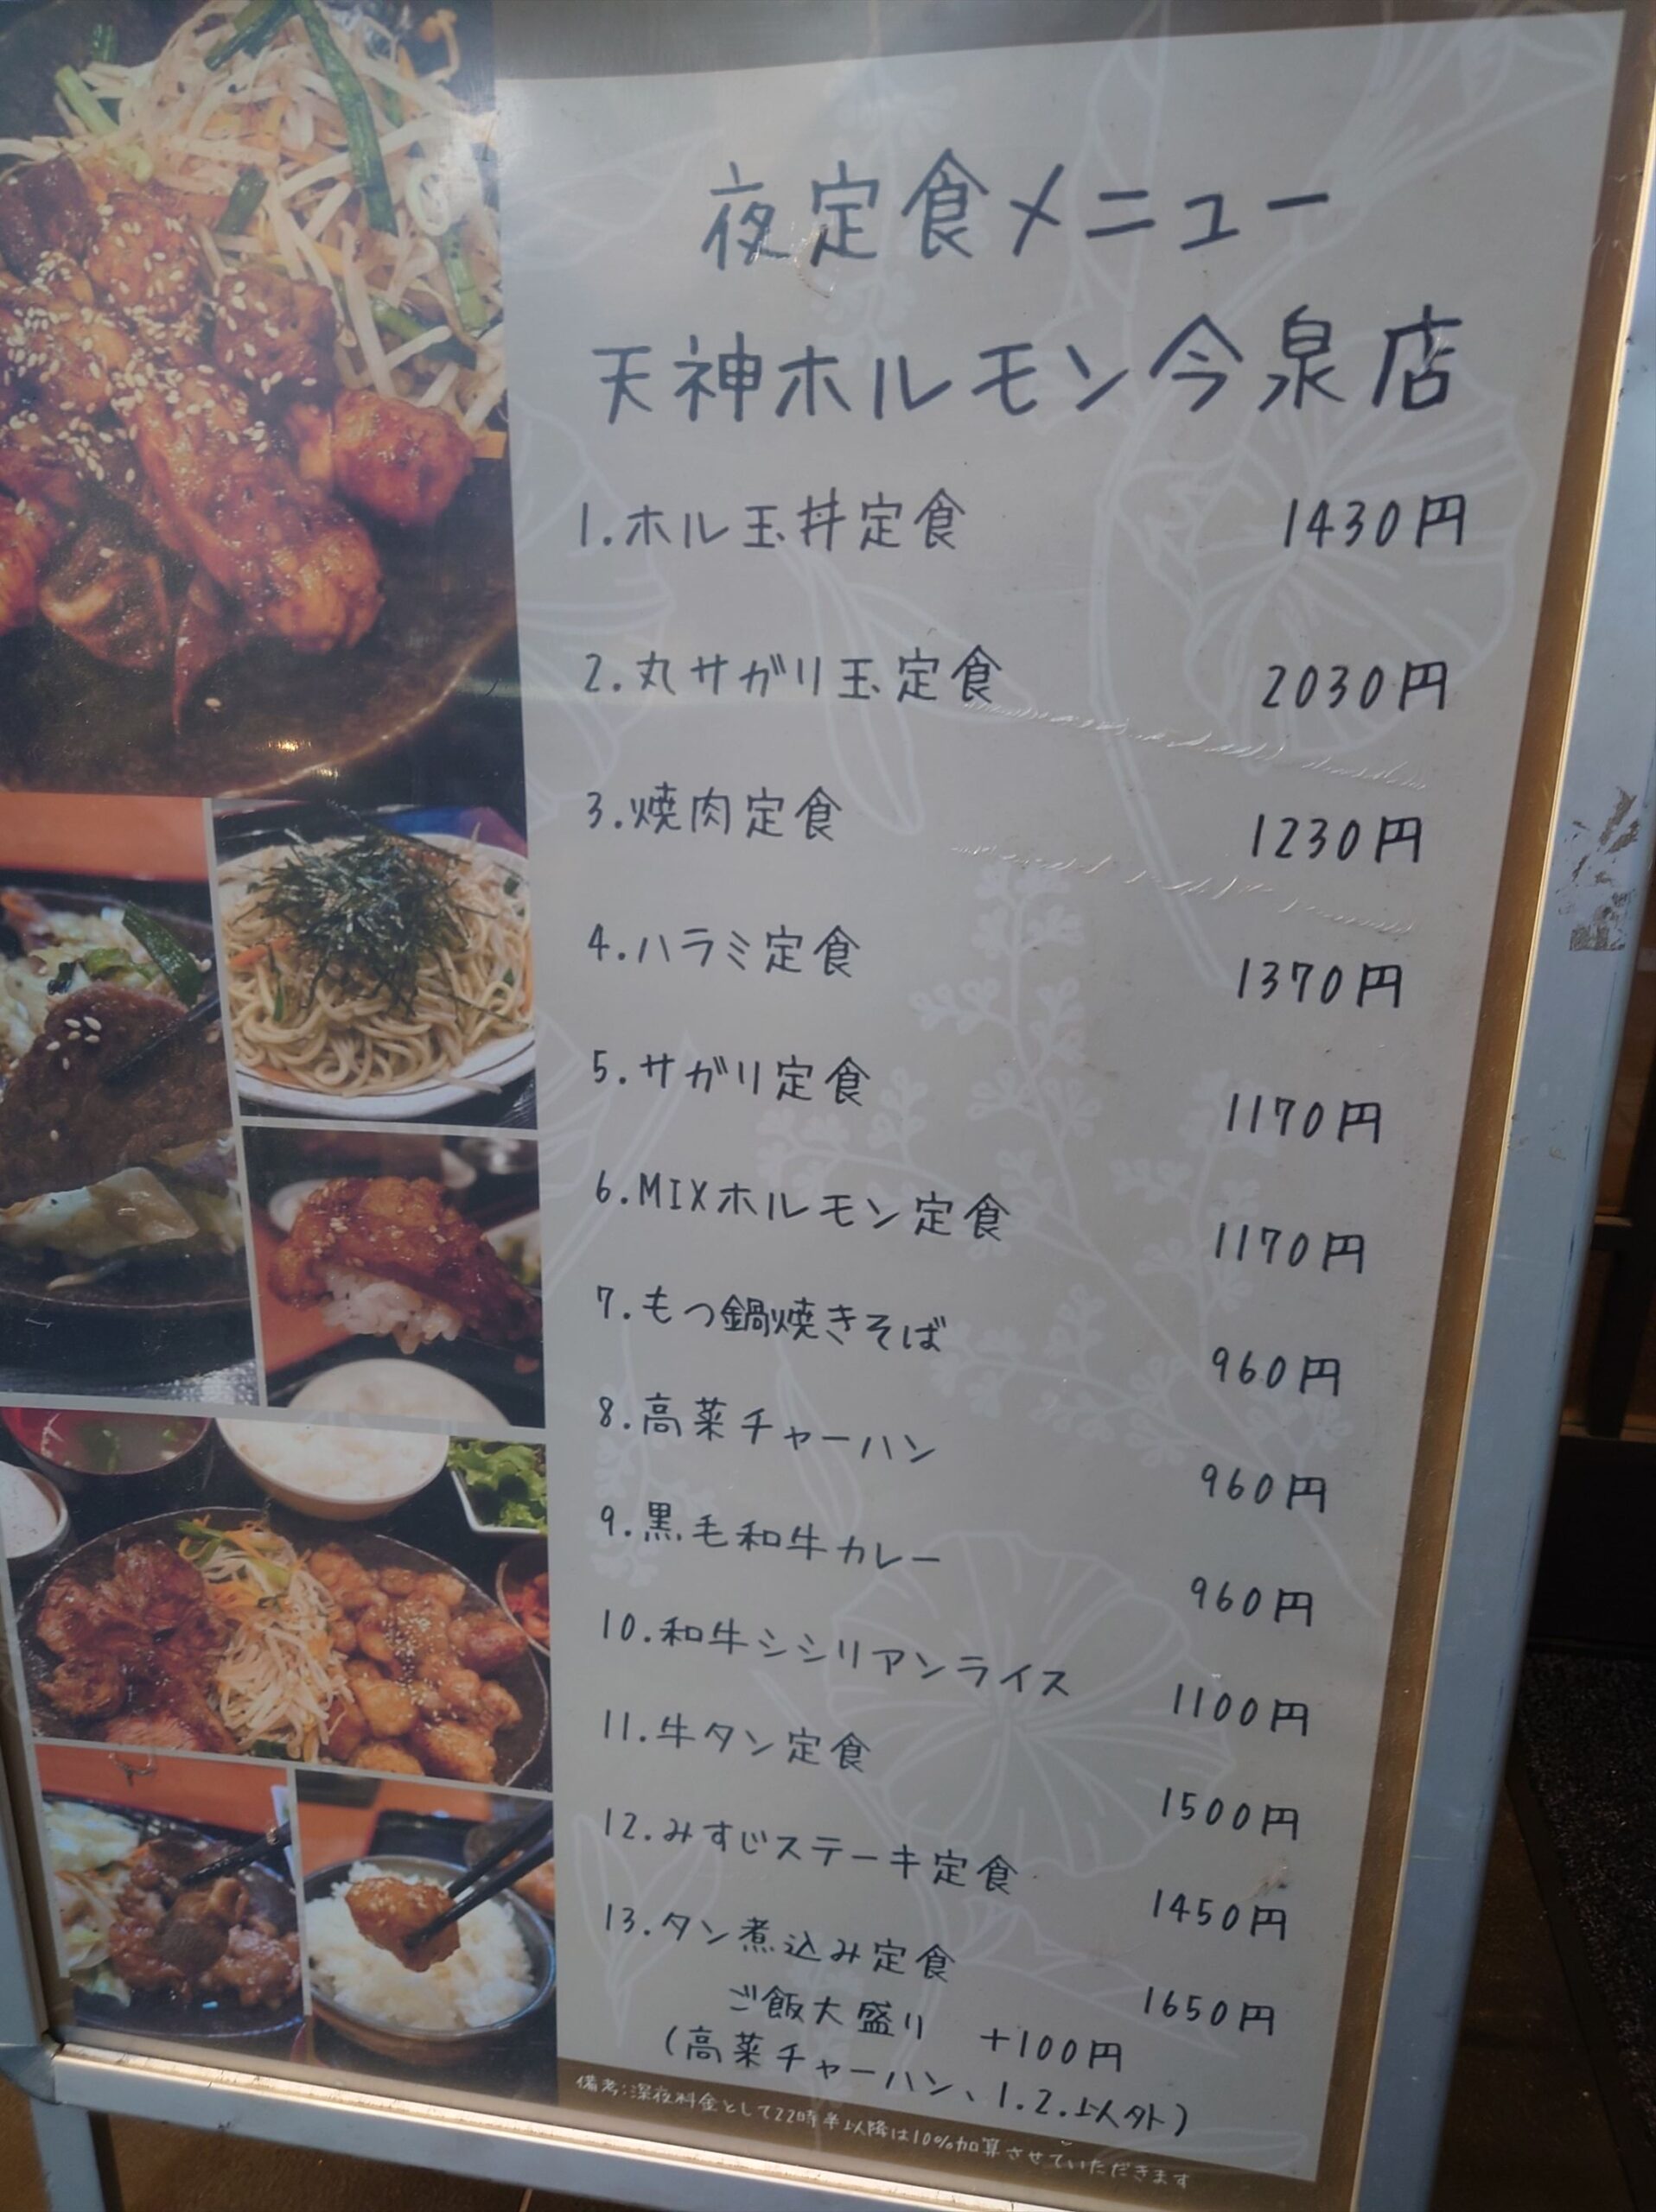 夜定食メニュー
天神ホルモン今泉店
1.ホル玉丼定食 1430円
2.丸サガリ玉定食 2030円
3.焼肉定食 1230円
4.ハラミ定食 1370円
5.サガリ定食 1170円
6.MIXホルモン定食 1170円
7.もつ鍋焼きそば 960円
8.高菜チャーハン 960円
9.黒毛和牛カレー 960円
10.和牛シシリアンライス 1100円
11.牛タン定食 1500円
12.みすじステーキ定食 1450円
13.タン煮込み定食 1650円
ご飯大盛り +100円
(高菜チャーハン、1.2.以外)
備考:深夜料金として22時半以降は10%加算させていただきます